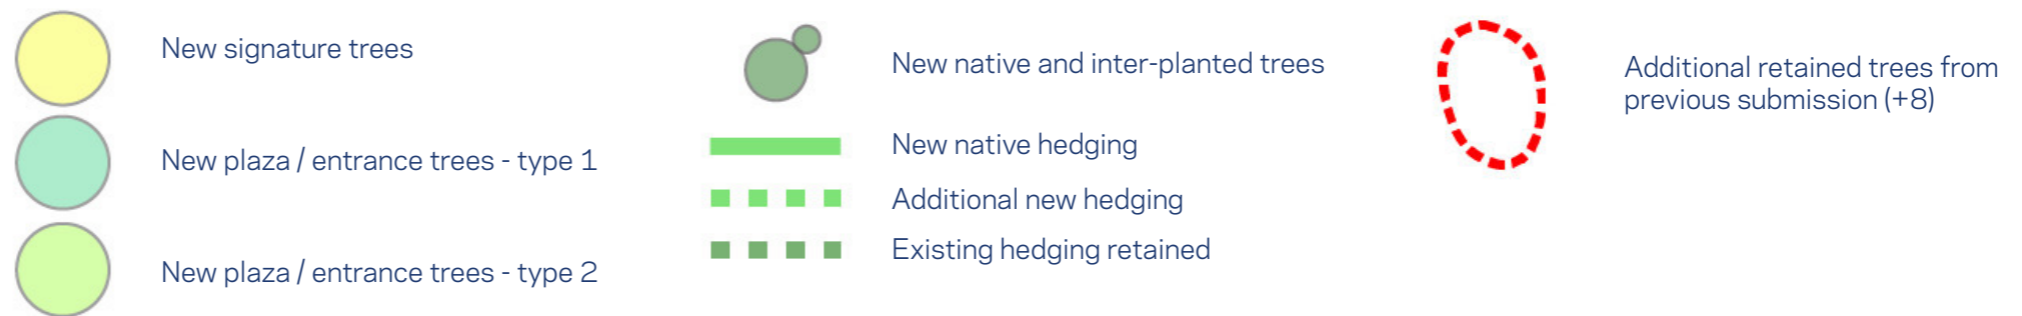 New signature trees
New plaza / entrance trees - type 1
New plaza / entrance trees - type 2
New native and inter-planted trees
New native hedging
Additional new hedging
Existing hedging retained
Additional retained trees from
previous submission (+8)